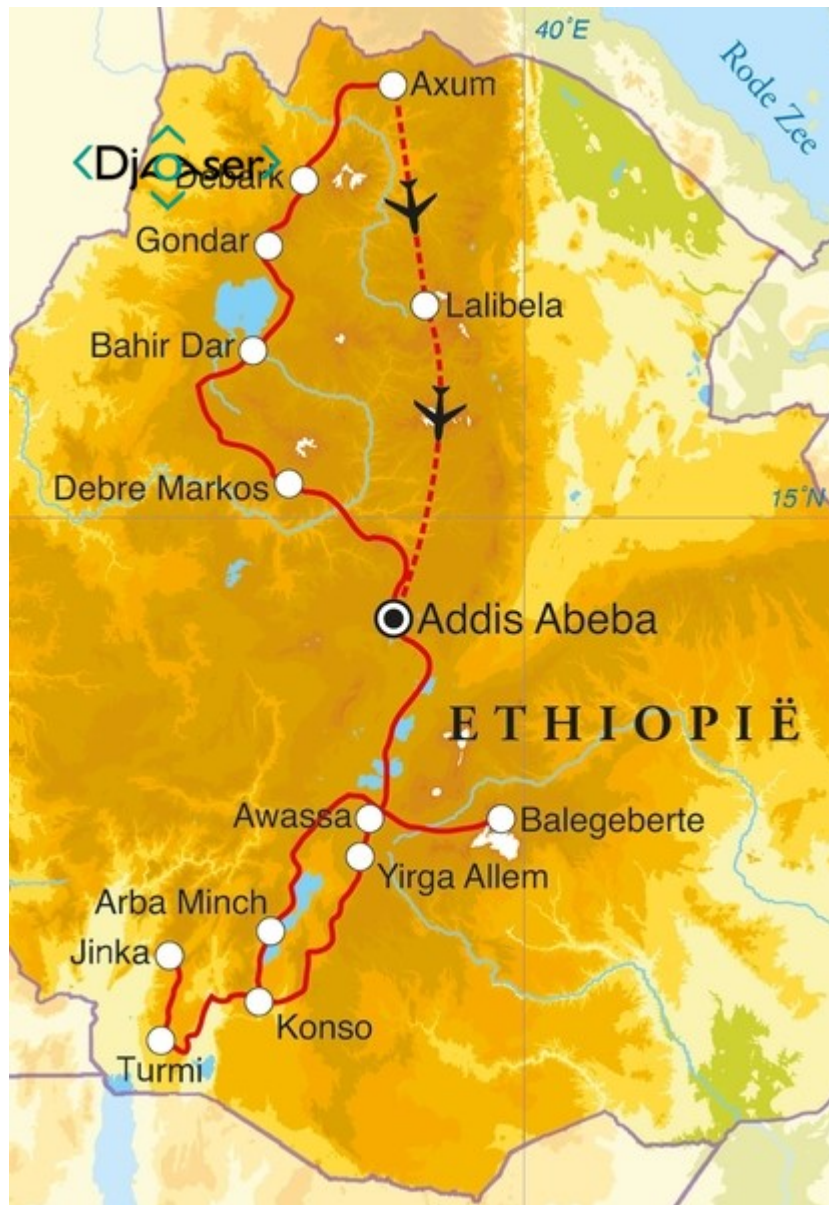 40°E
Rode Zee
Axum
Djoser
Debark
Gondar
Lalibela
Bahir Dar
Debre Markos
15°N
Addis Abeba
ETHIOPIË
Awassa
Balegeberte
Yirga Allem
Arba Minch
Jinka
Konso
Turmi